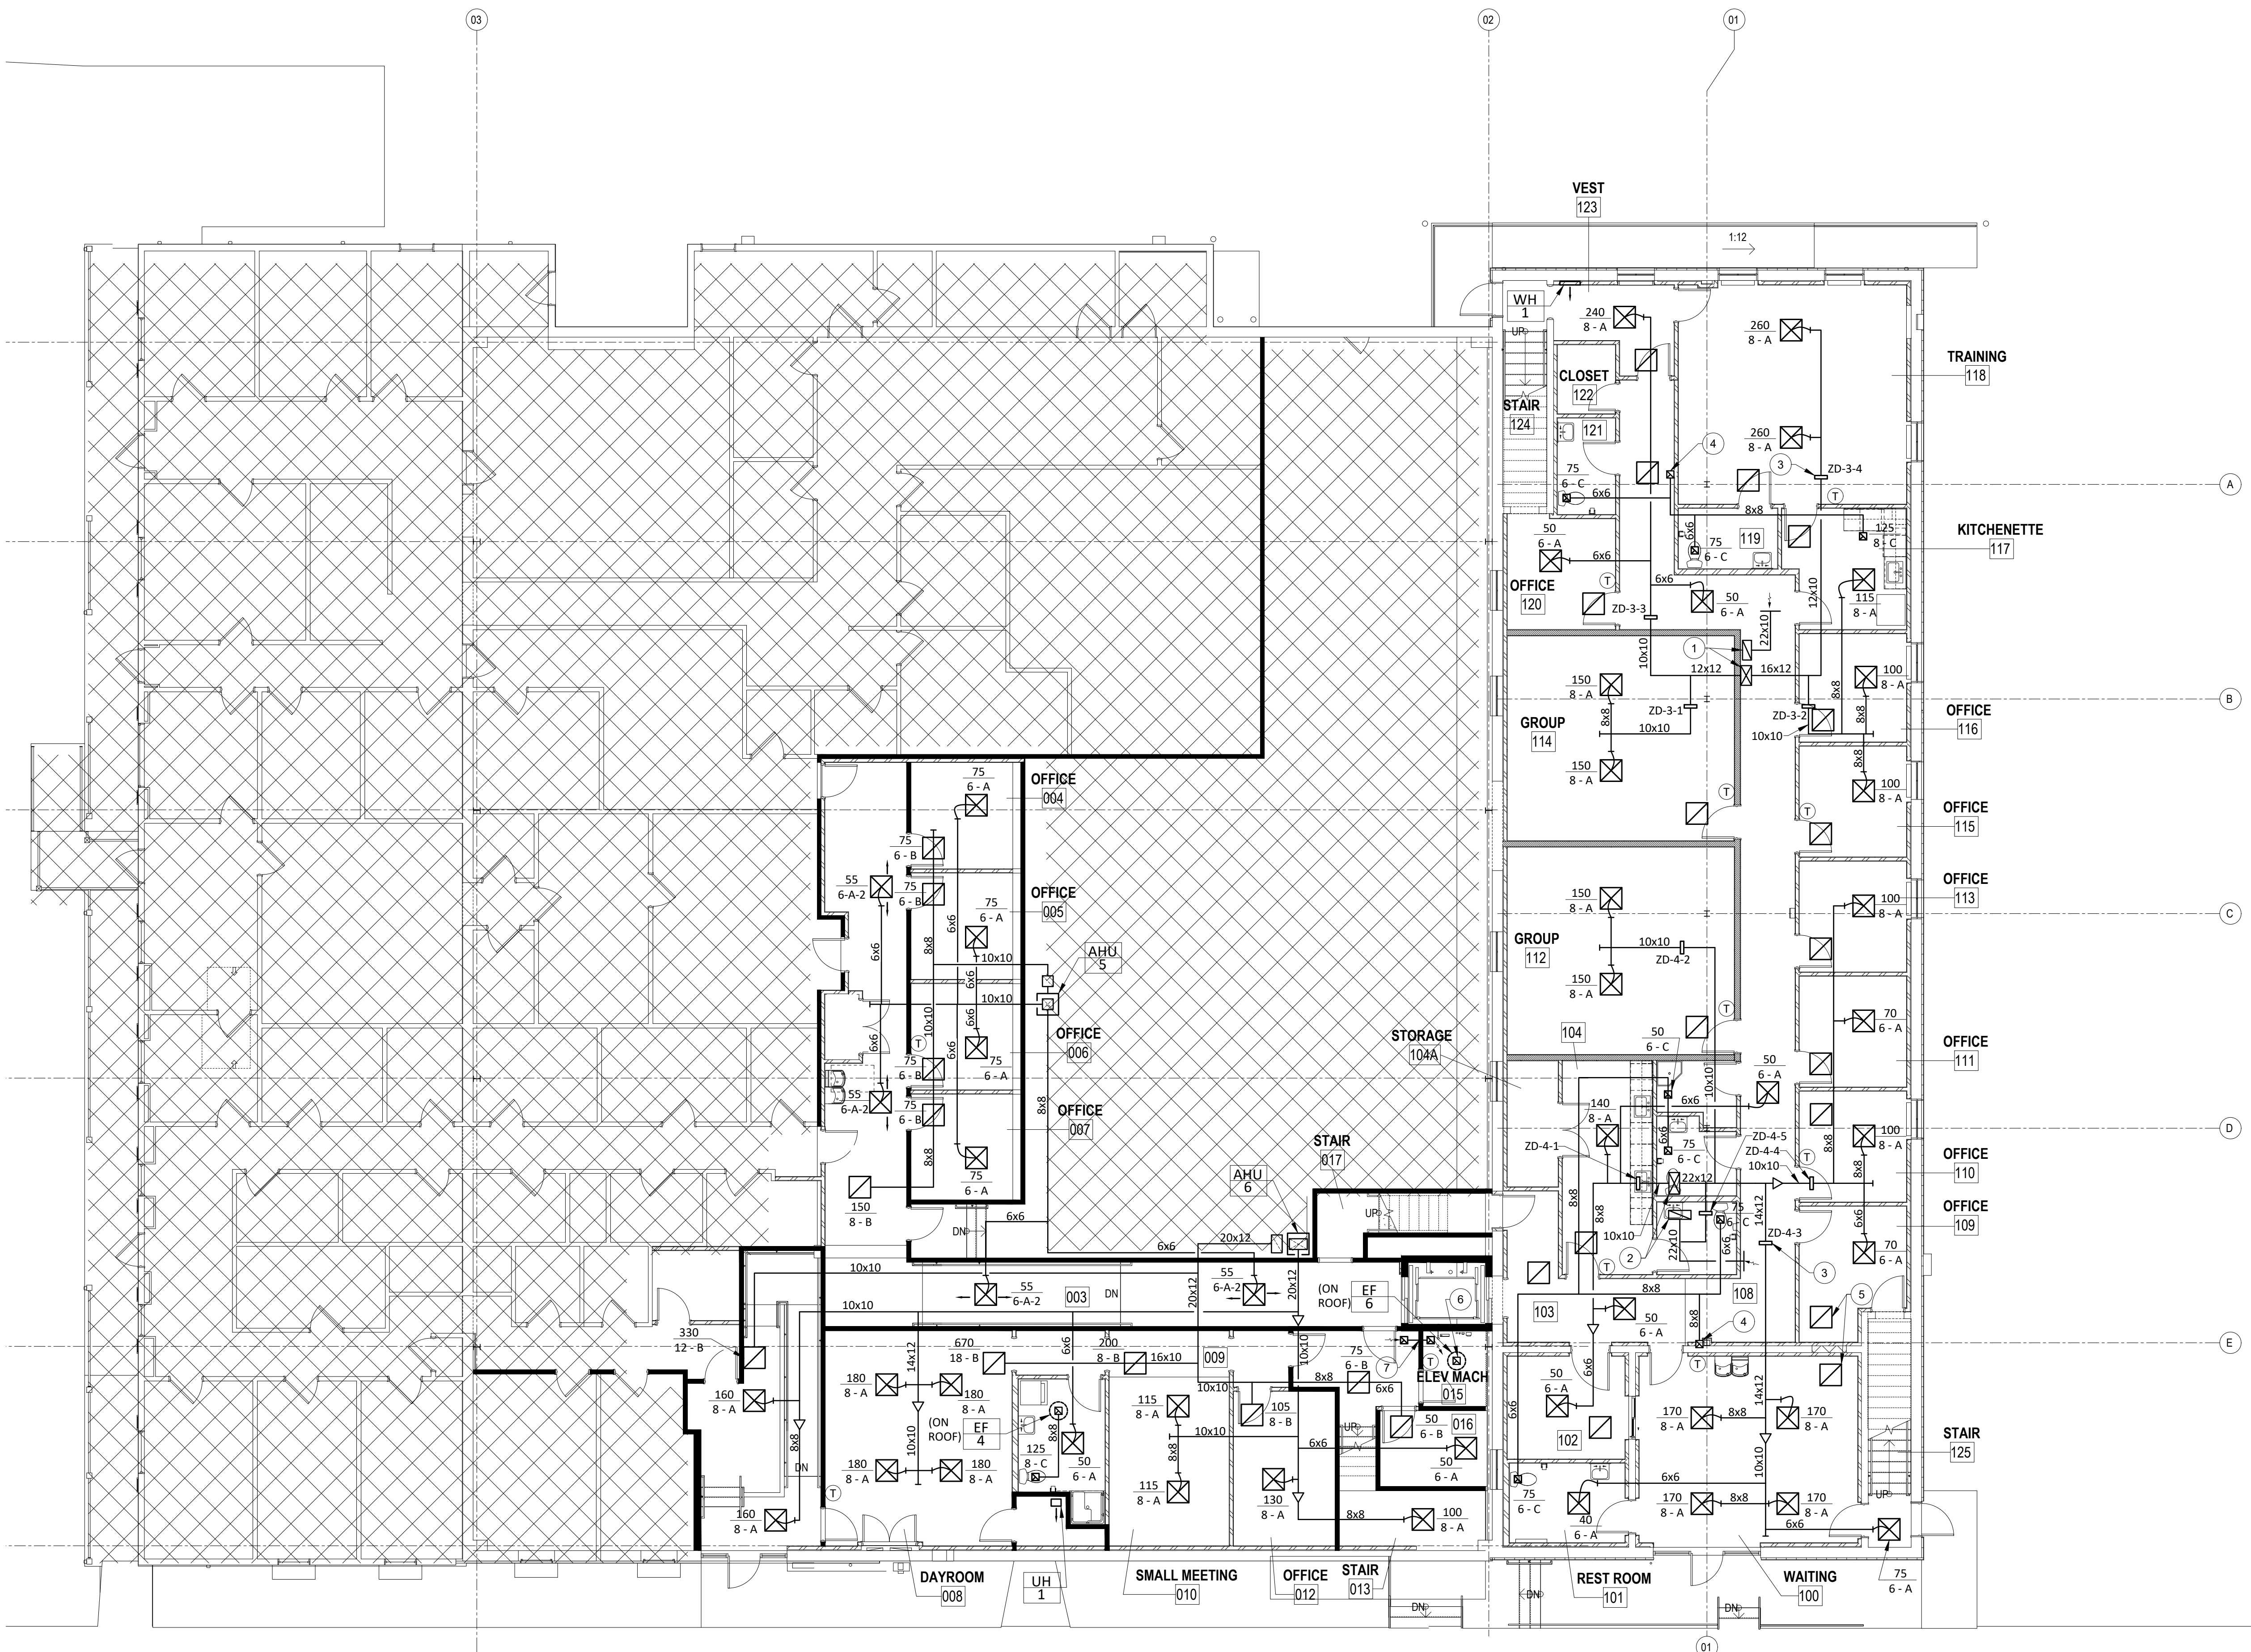 03
02
01
VEST
123
1:12
WH
1
240
8 - A
260
8 - A
UP
TRAINING
118
CLOSET
122
STAIR
124
121
4
260
8 - A
3
ZD-3-4
75
6 - C
6x6
T
A
8x8
50
6 - A
6x6
6x6
75
6 - C
119
125
8 - C
KITCHENETTE
117
OFFICE
120
T
6x6
50
6 - A
12x10
115
8 - A
ZD-3-3
10x10
22x10
1
12x12
16x12
150
8 - A
100
8 - A
8x8
ZD-3-1
ZD-3-2
8x8
8x8
B
GROUP
114
10x10
10x10
OFFICE
116
8x8
150
8 - A
100
8 - A
T
T
OFFICE
115
75
6 - A
OFFICE
004
75
6 - B
55
6-A-2
75
6 - B
OFFICE
005
75
6 - A
6x6
6x6
8x8
10x10
6x6
AHU
5
10x10
10x10
6x6
6x6
6x6
T
OFFICE
006
75
6 - B
75
6 - A
55
6-A-2
75
6 - B
OFFICE
007
8x8
8x8
75
6 - A
150
8 - B
150
8 - A
100
8 - A
OFFICE
113
C
GROUP
112
10x10
ZD-4-2
150
8 - A
T
70
6 - A
OFFICE
111
STORAGE
104A
104
50
6 - C
50
6 - A
10x10
6x6
140
8 - A
6x6
75
6 - C
ZD-4-1
ZD-4-5
ZD-4-4
10x10
T
8x8
100
8 - A
8x8
D
OFFICE
110
OFFICE
109
22x12
8x8
8x8
10x10
2
22x10
75
6 - C
6x6
14x12
ZD-4-3
3
6x6
70
6 - A
T
8x8
103
108
5
50
6 - A
8x8
4
E
STAIR
017
UP
AHU
6
DN
6x6
6x6
20x12
10x10
20x12
20x12
55
6-A-2
003
DN
55
6-A-2
(ON
ROOF)
EF
6
6
10x10
330
12 - B
160
8 - A
8x8
DN
160
8 - A
T
14x12
670
18 - B
6x6
200
8 - B
16x10
009
10x10
75
6 - B
7
T
ELEV MACH
015
180
8 - A
180
8 - A
(ON
ROOF)
EF
4
8x8
10x10
180
8 - A
180
8 - A
125
8 - C
50
6 - A
115
8 - A
10x10
8x8
115
8 - A
10x10
105
8 - B
8x8
6x6
UP
50
6 - B
016
6x6
50
6 - A
130
8 - A
8x8
100
8 - A
50
6 - A
6x6
6x6
102
T
14x12
170
8 - A
8x8
170
8 - A
10x10
6x6
75
6 - C
40
6 - A
170
8 - A
8x8
170
8 - A
6x6
STAIR
125
UP
75
6 - A
DAYROOM
008
UH
1
SMALL MEETING
010
OFFICE
012
STAIR
013
DN
DN
REST ROOM
101
DN
WAITING
100
01